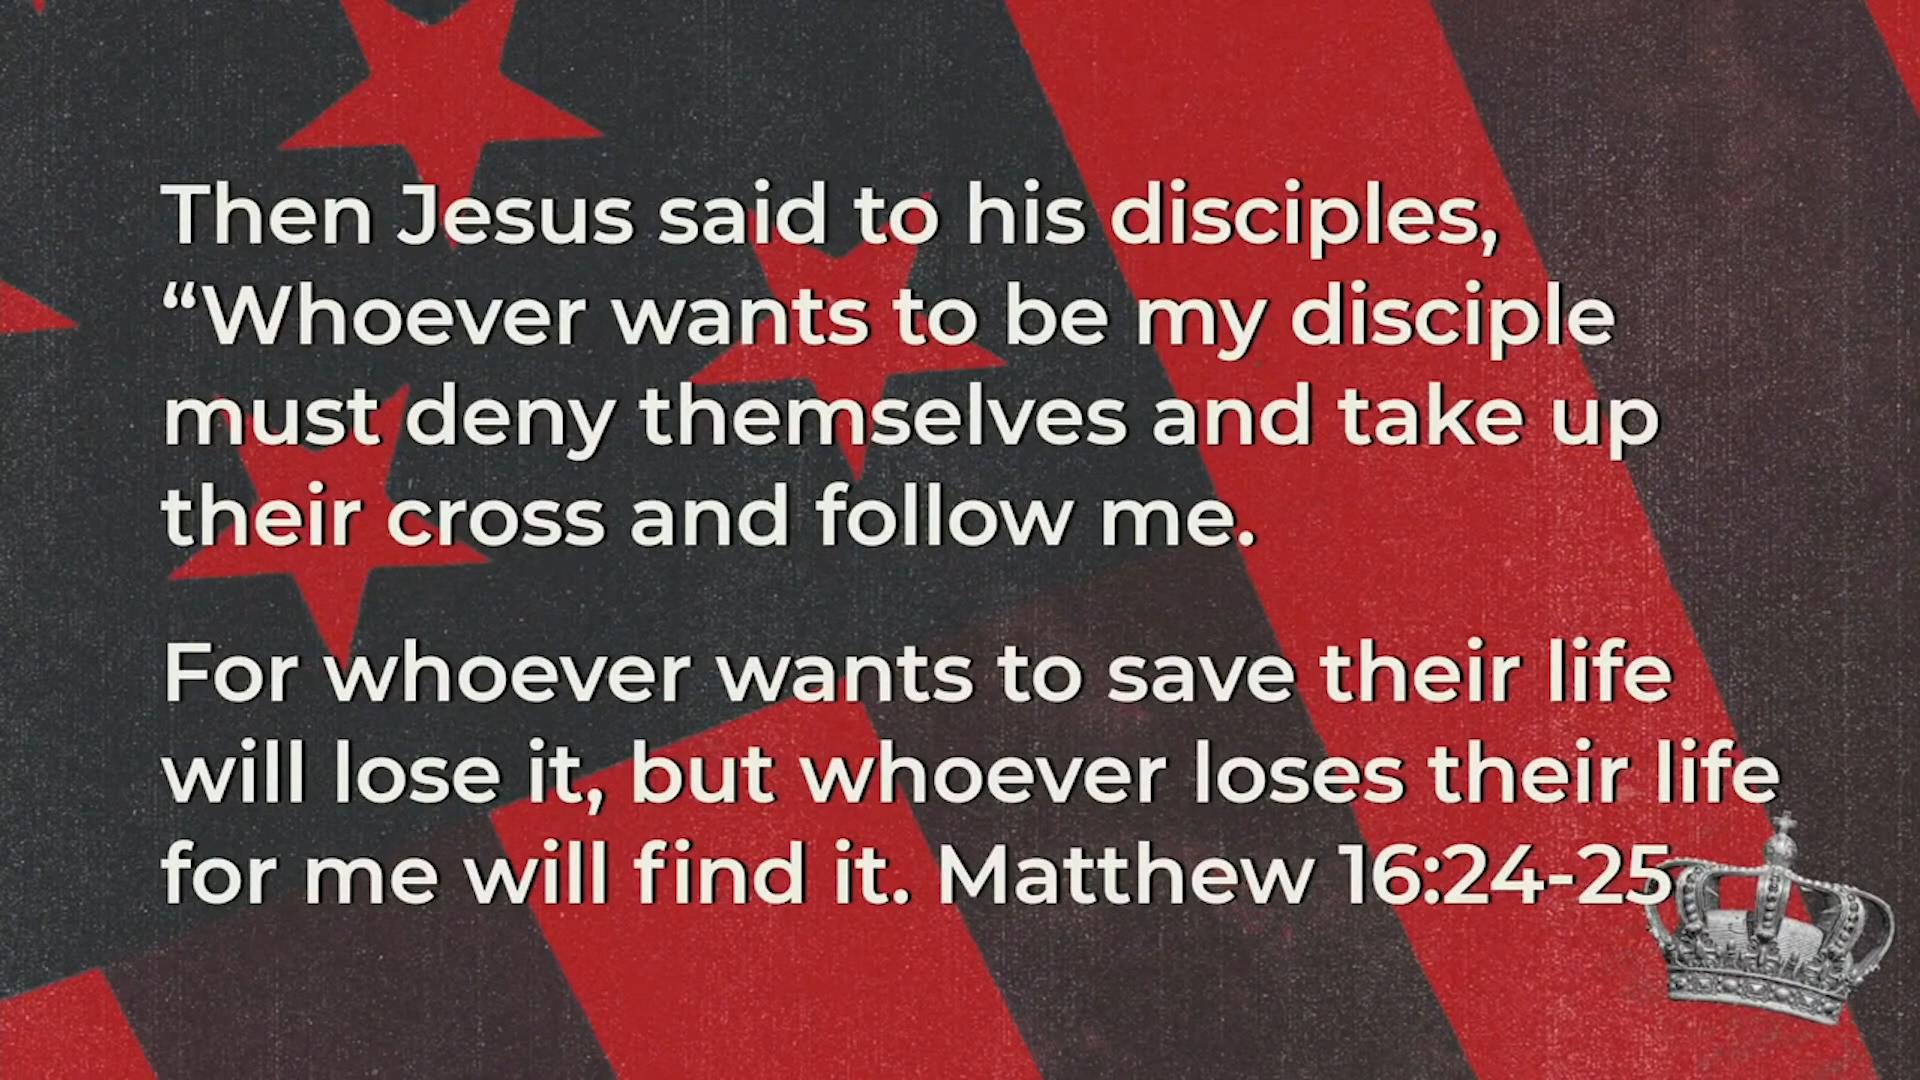 Then Jesus said to his disciples,
“Whoever wants to be my disciple
must deny themselves and take up
their cross and follow me.
For whoever wants to save their life
will lose it, but whoever loses their life
for me will find it. Matthew 16:24-25